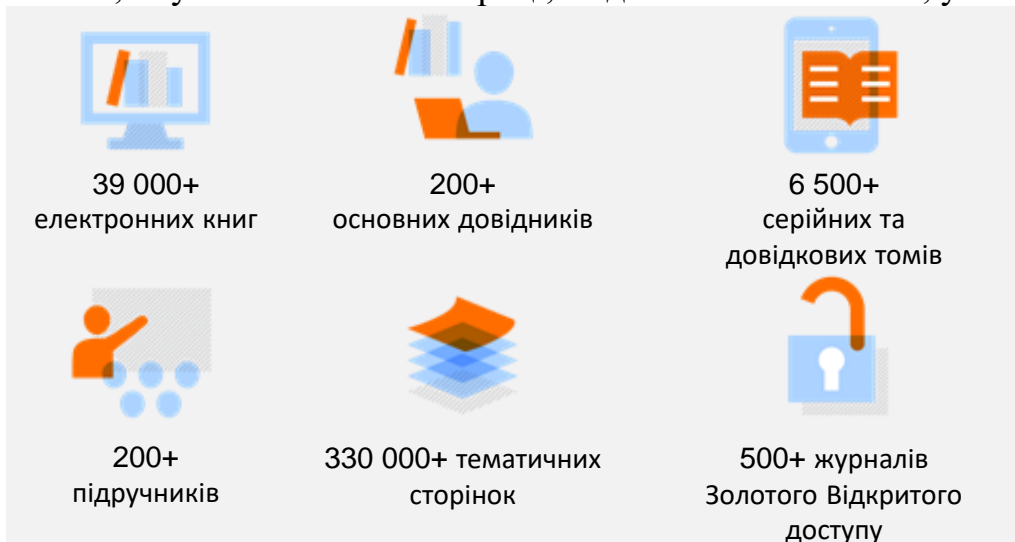 39 000+
електронних книг
200+
основних довідників
6 500+
серійних та
довідкових томів
200+
підручників
330 000+ тематичних
сторінок
500+ журналів
Золотого Відкритого
доступу